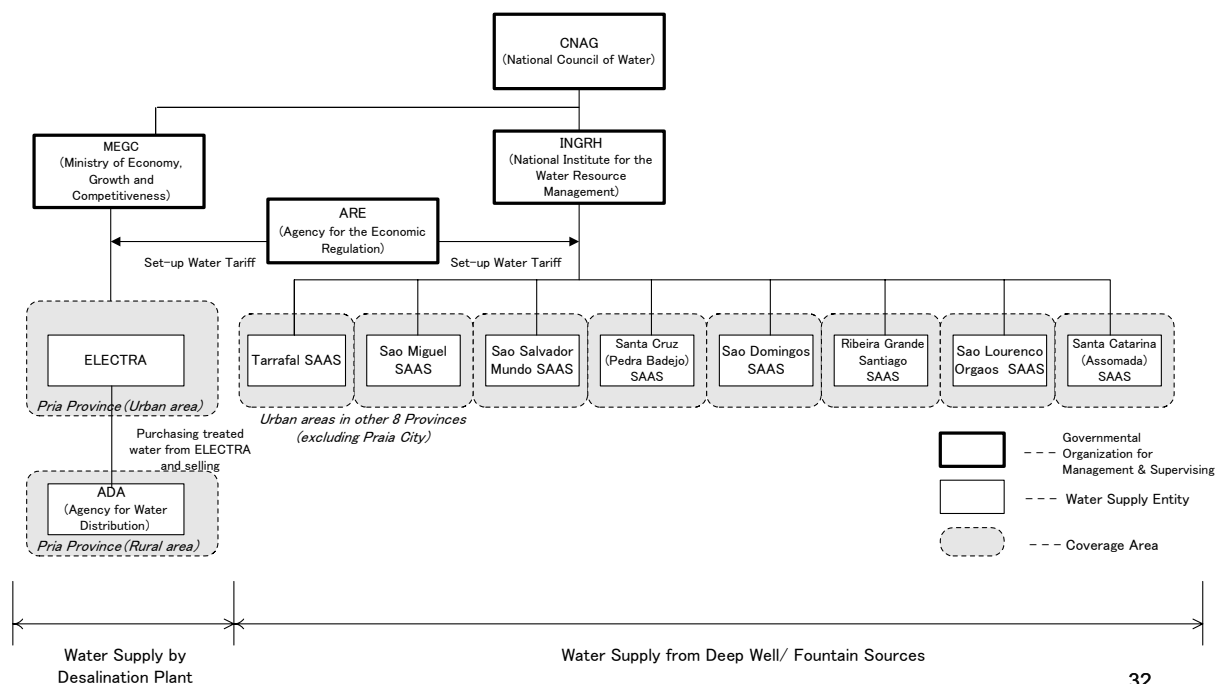 CNAG
(National Council of Water)
MEGC
(Ministry of Economy,
Growth and
Competitiveness)
INGRH
(National Institute for the
Water Resource
Management)
ARE
(Agency for the Economic
Regulation)
Set-up Water Tariff
Set-up Water Tariff
ELECTRA
Pria Province(Urban area)
Tarrafal SAAS
Sao Miguel
SAAS
Sao Salvador
Mundo SAAS
Santa Cruz
(Pedra Badejo)
SAAS
Sao Domingos
SAAS
Ribeira Grande
Santiago
SAAS
Sao Lourenco
Orgaos SAAS
Santa Catarina
(Assomada)
SAAS
Urban areas in other 8 Provinces
(excluding Praia City)
Purchasing treated
water from ELECTRA
and selling
ADA
(Agency for Water
Distribution)
Pria Province(Rural area)
Governmental
Organization for
Management & Supervising
Water Supply Entity
Coverage Area
Water Supply by
Desalination Plant
Water Supply from Deep Well/ Fountain Sources
32